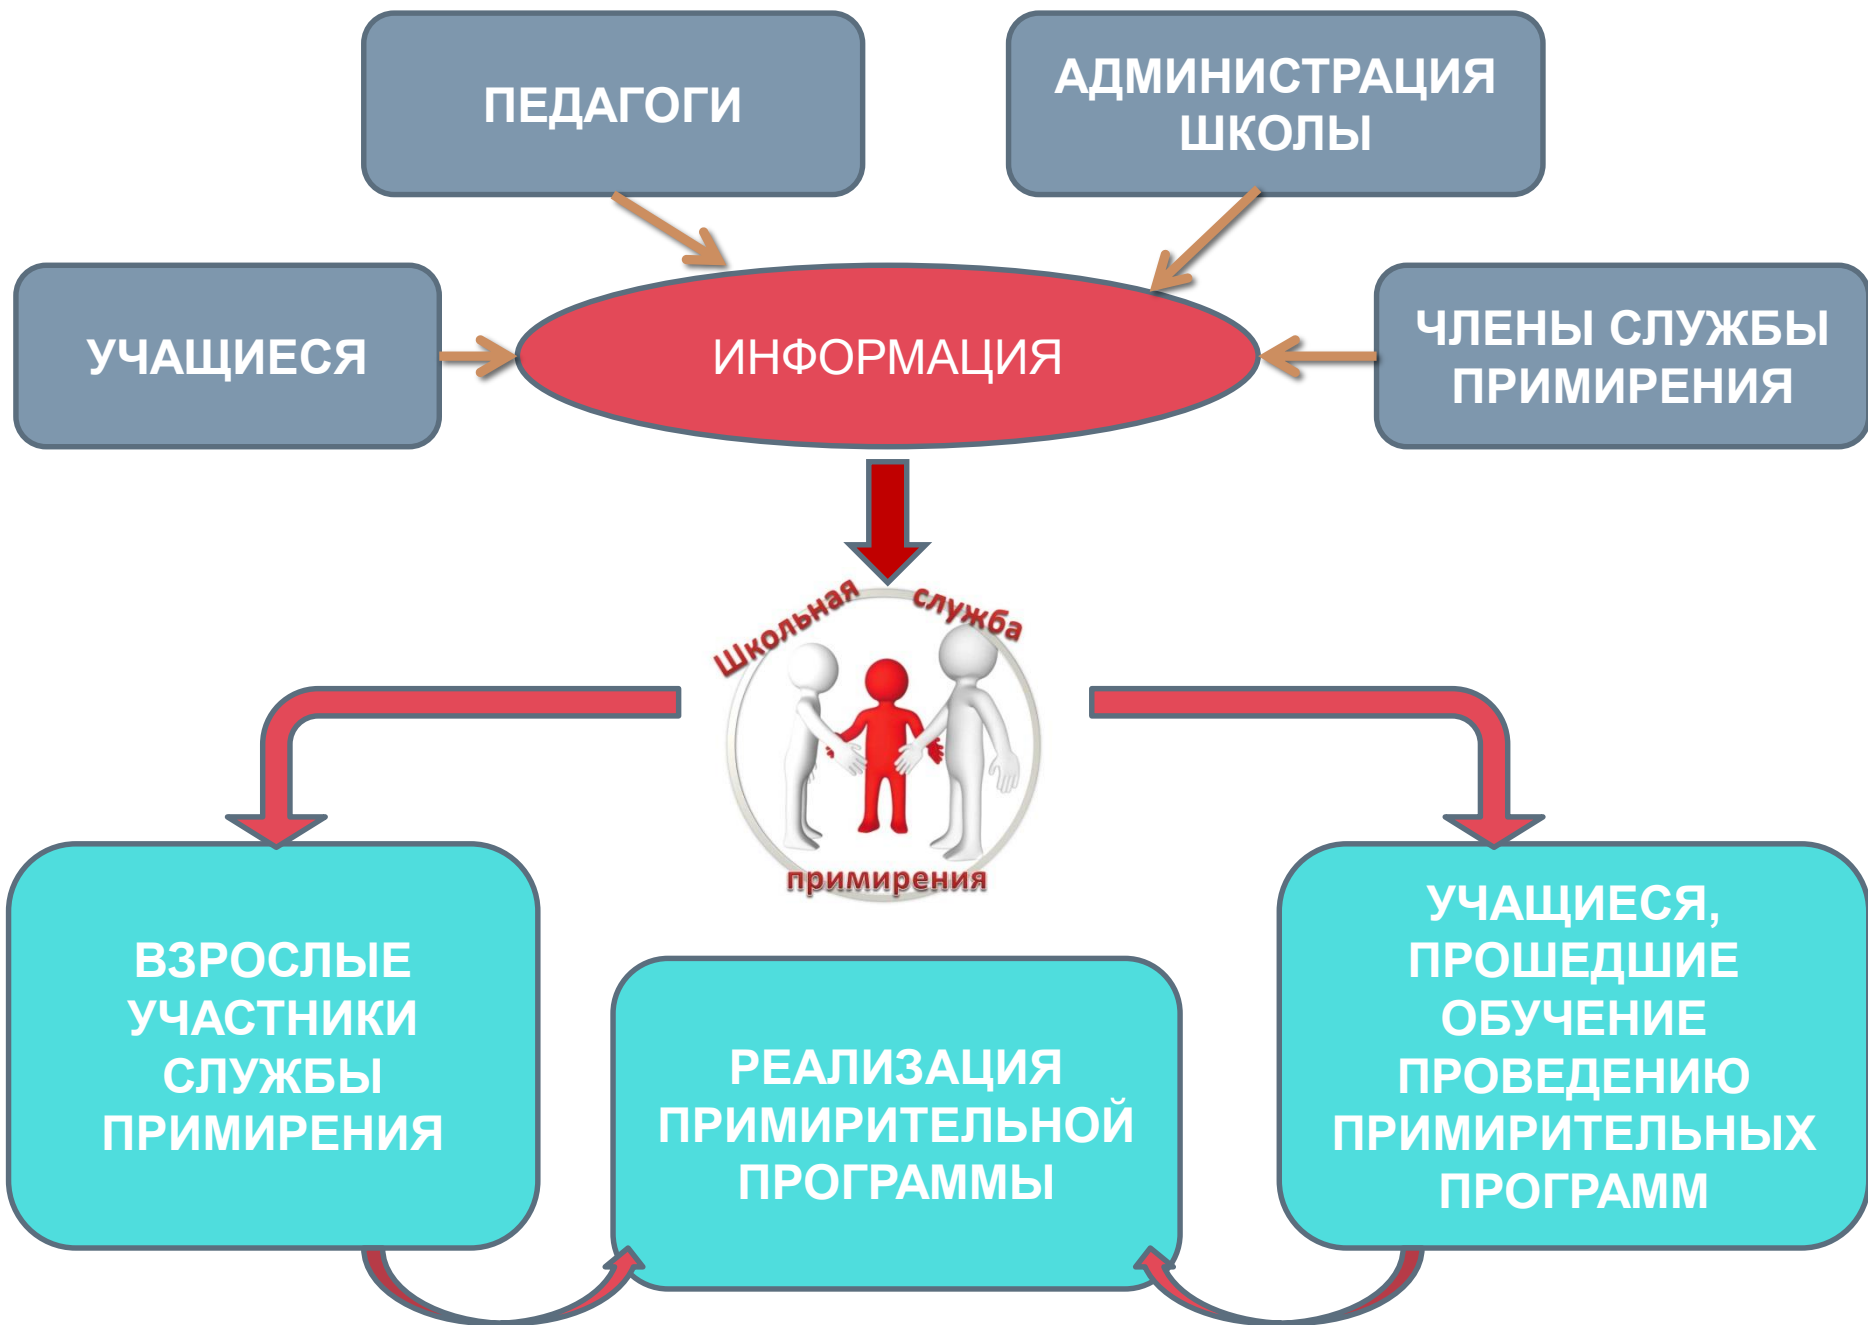 ПЕДАГОГИ
АДМИНИСТРАЦИЯ
ШКОЛЫ
УЧАЩИЕСЯ
ИНФОРМАЦИЯ
ЧЛЕНЫ СЛУЖБЫ
ПРИМИРЕНИЯ
Школьная служба
примирения
ВЗРОСЛЫЕ
УЧАСТНИКИ
СЛУЖБЫ
ПРИМИРЕНИЯ
РЕАЛИЗАЦИЯ
ПРИМИРИТЕЛЬНОЙ
ПРОГРАММЫ
УЧАЩИЕСЯ,
ПРОШЕДШИЕ
ОБУЧЕНИЕ
ПРОВЕДЕНИЮ
ПРИМИРИТЕЛЬНЫХ
ПРОГРАММ